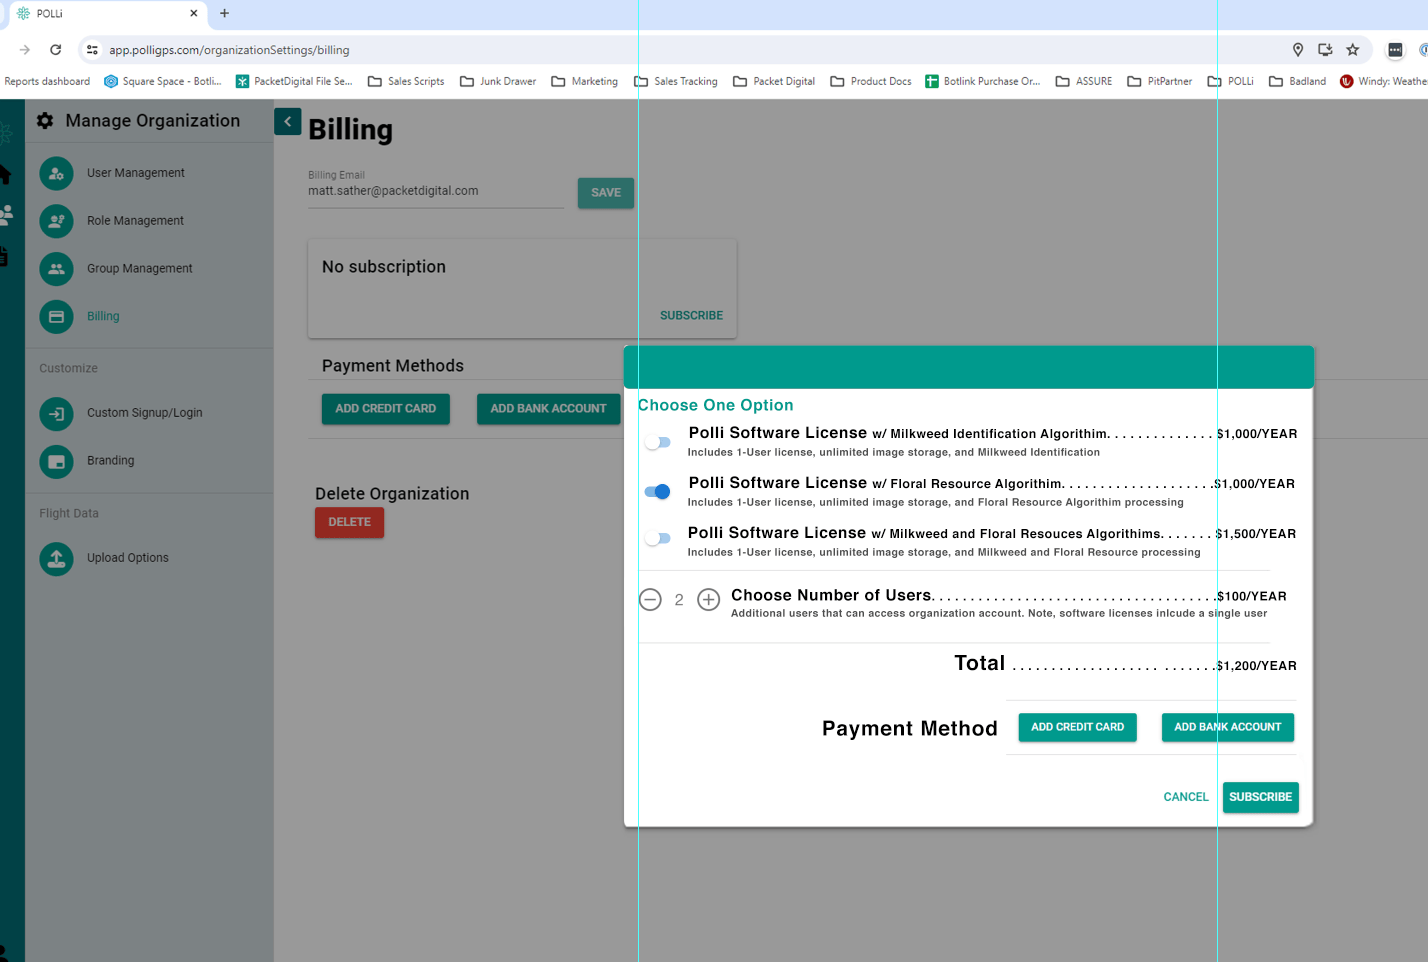 POLLi
app.polligps.com/organizationSettings/billing
Reports dashboard
Square Space - Botli...
PacketDigital File Se...
Sales Scripts
Junk Drawer
Marketing
Sales Tracking
Packet Digital
Product Docs
Botlink Purchase Or...
ASSURE
PitPartner
POLLi
Badland
Windy: Weathe
Manage Organization
User Management
Role Management
Group Management
Billing
Customize
Custom Signup/Login
Branding
Flight Data
Upload Options
Billing
Billing Email
matt.sather@packetdigital.com
SAVE
No subscription
SUBSCRIBE
Payment Methods
ADD CREDIT CARD
ADD BANK ACCOUNT
Delete Organization
DELETE
Choose One Option
Polli Software License w/ Milkweed Identification Algorithim. . . . . . . . . . . . . . $1,000/YEAR
Includes 1-User license, unlimited image storage, and Milkweed Identification
Polli Software License w/ Floral Resource Algorithim. . . . . . . . . . . . . . . . . . . .$1,000/YEAR
Includes 1-User license, unlimited image storage, and Floral Resource Algorithim processing
Polli Software License w/ Milkweed and Floral Resouces Algorithims. . . . . . . $1,500/YEAR
Includes 1-User license, unlimited image storage, and Milkweed and Floral Resource processing
2
Choose Number of Users. . . . . . . . . . . . . . . . . . . . . . . . . . . . . . . . . . . . .$100/YEAR
Additional users that can access organization account. Note, software licenses inlcude a single user
Total . . . . . . . . . . . . . . . . . . . . . . . . . .$1,200/YEAR
Payment Method
ADD CREDIT CARD
ADD BANK ACCOUNT
CANCEL
SUBSCRIBE